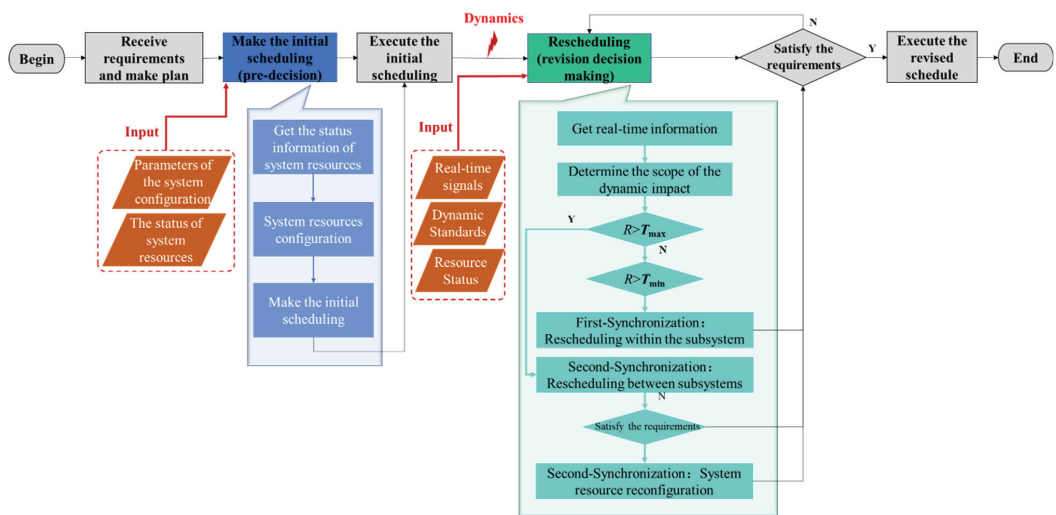 Dynamics
N
Begin
Receive
requirements
and make plan
Make the initial
scheduling
(pre-decision)
Execute the
initial
scheduling
Rescheduling
(revision decision
making)
Satisfy the
requirements
Y
Execute the
revised
schedule
End
Input
Parameters of
the system
configuration
The status of
system
resources
Get the status
information of
system resources
System resources
configuration
Make the initial
scheduling
Input
Real-time
signals
Dynamic
Standards
Resource
Status
Get real-time information
Determine the scope of the
dynamic impact
Y
R>Tmax
N
R>Tmin
First-Synchronization：
Rescheduling within the subsystem
Second-Synchronization：
Rescheduling between subsystems
N
Satisfy the requirements
Second-Synchronization：System
resource reconfiguration